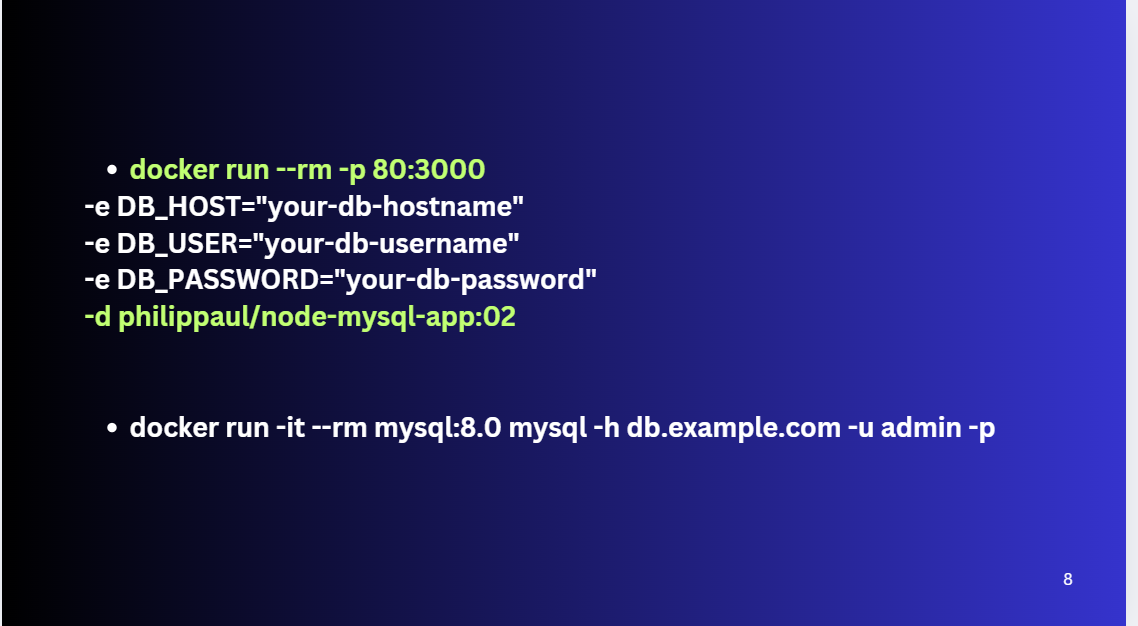 • docker run --rm -p 80:3000
-e DB_HOST="your-db-hostname"
-e DB_USER="your-db-username"
-e DB_PASSWORD="your-db-password"
-d philippaul/node-mysql-app:02
• docker run -it --rm mysql:8.0 mysql -h db.example.com -u admin -p
8